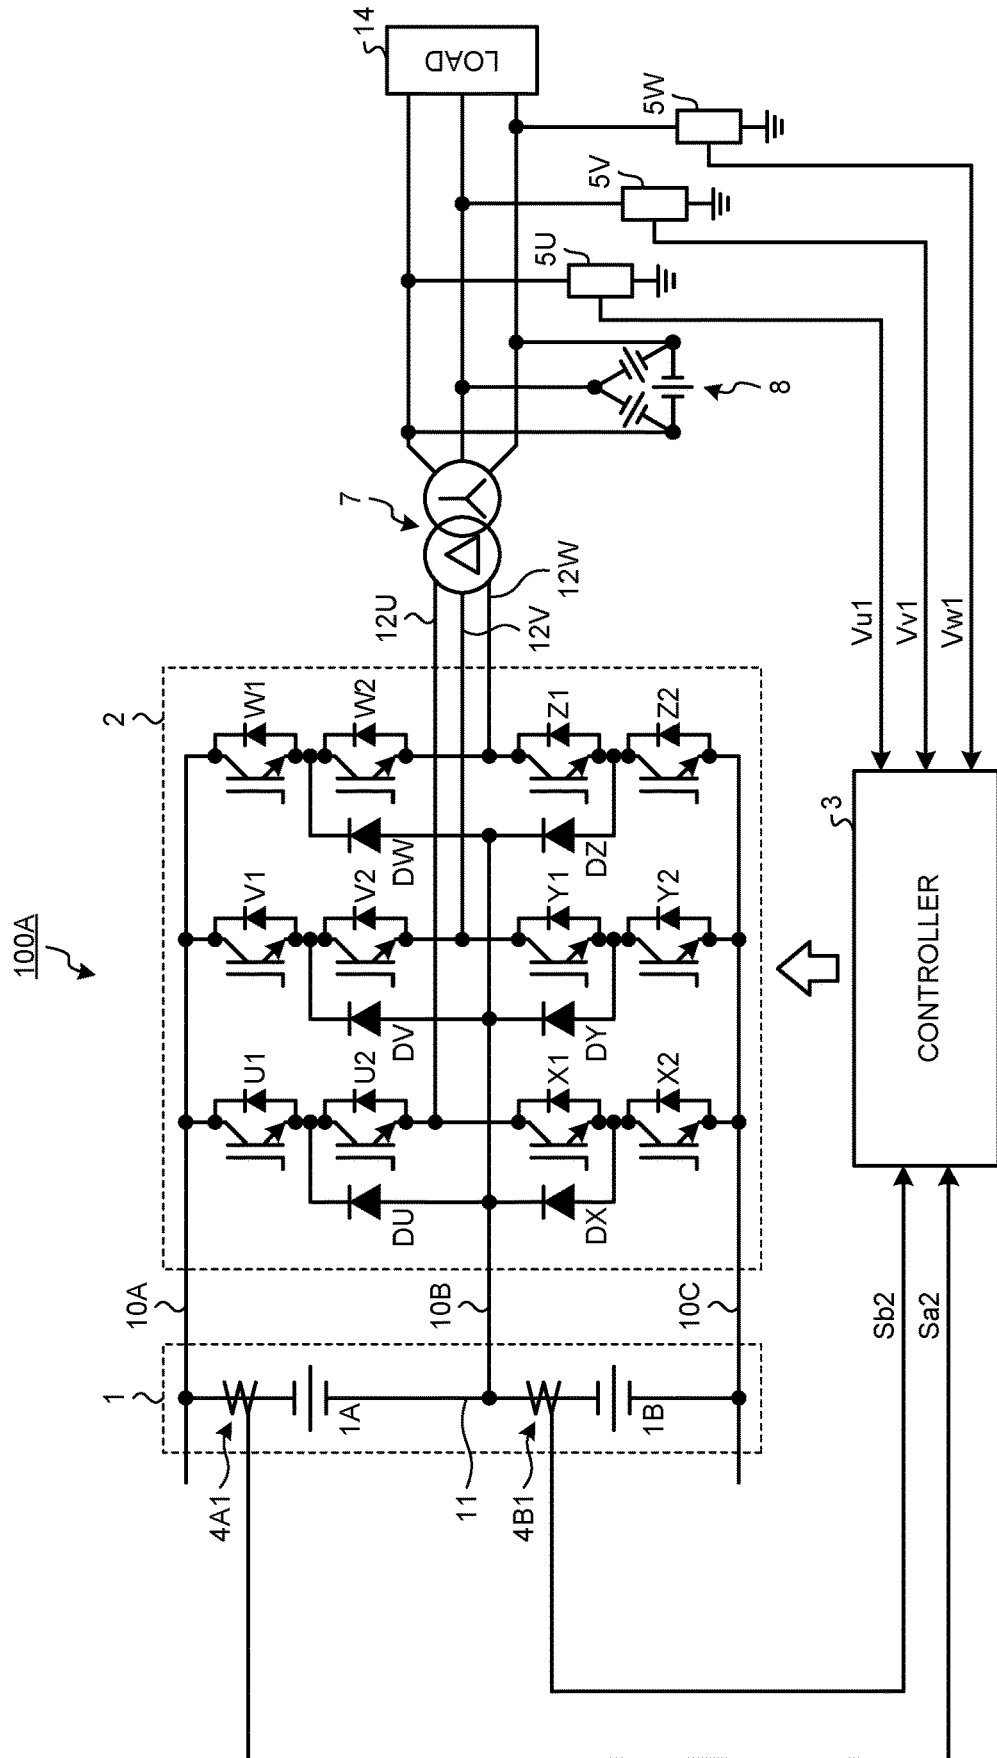 100A
1
2
10A
10B
10C
4A1
4B1
1A
1B
11
U1
U2
X1
X2
DU
DX
V1
V2
Y1
Y2
DV
DY
W1
W2
Z1
Z2
DW
DZ
12U
12V
12W
7
8
LOAD
14
5U
5V
5W
Vu1
Vv1
Vw1
3
CONTROLLER
Sb2
Sa2